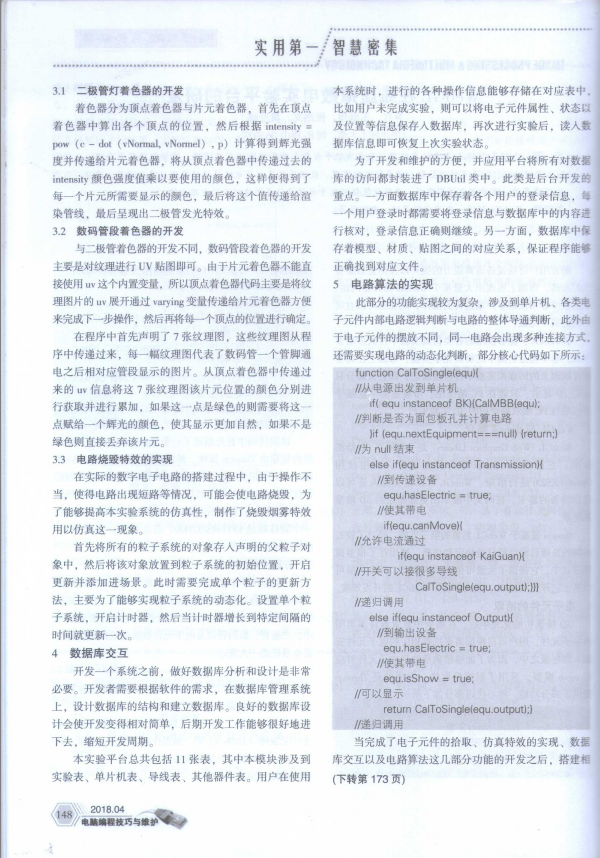 实用第一 智慧密集
3.1 二极管灯着色器的开发
着色器分为顶点着色器与片元着色器，首先在顶点
着色器中算出各个顶点的位置，然后根据 intensity =
pow（c - dot（vNormal, vNormel）, p）计算得到辉光强
度并传递给片元着色器，将从顶点着色器中传递过去的
intensity 颜色强度值乘以要使用的颜色，这样便得到了
每一个片元所需要显示的颜色，最后将这个值传递给渲
染管线，最后呈现出二极管发光特效。
3.2 数码管段着色器的开发
与二极管着色器的开发不同，数码管段着色器的开发
主要是对纹理进行 UV 贴图即可。由于片元着色器不能直
接使用 uv 这个内置变量，所以顶点着色器代码主要是将纹
理图片的 uv 展开通过 varying 变量传递给片元着色器方便
来完成下一步操作，然后再将每一个顶点的位置进行确定。
在程序中首先声明了 7 张纹理图，这些纹理图从程
序中传递过来，每一幅纹理图代表了数码管一个管脚通
电之后相对应管段显示的图片。从顶点着色器中传递过
来的 uv 信息将这 7 张纹理图该片元位置的颜色分别进
行获取并进行累加，如果这一点是绿色的则需要将这一
点赋给一个辉光的颜色，使其显示更加自然，如果不是
绿色则直接丢弃该片元。
3.3 电路烧毁特效的实现
在实际的数字电子电路的搭建过程中，由于操作不
当，使得电路出现短路等情况，可能会使电路烧毁，为
了能够提高本实验系统的仿真性，制作了烧毁烟雾特效
用以仿真这一现象。
首先将所有的粒子系统的对象存入声明的父粒子对
象中，然后将该对象放置到粒子系统的初始位置，开启
更新并添加进场景。此时需要完成单个粒子的更新方
法，主要为了能够实现粒子系统的动态化。设置单个粒
子系统，开启计时器，然后当计时器增长到特定间隔的
时间就更新一次。
4 数据库交互
开发一个系统之前，做好数据库分析和设计是非常
必要。开发者需要根据软件的需求，在数据库管理系统
上，设计数据库的结构和建立数据库。良好的数据库设
计会使开发变得相对简单，后期开发工作能够很好地进
下去，缩短开发周期。
本实验平台总共包括 11 张表，其中本模块涉及到
实验表、单片机表、导线表、其他器件表。用户在使用
本系统时，进行的各种操作信息能够存储在对应表中，
比如用户未完成实验，则可以将电子元件属性、状态以
及位置等信息保存入数据库，再次进行实验后，读入数
据库信息即可恢复上次实验状态。
为了开发和维护的方便，并应用平台将所有对数据
库的访问都封装进了 DBUtil 类中。此类是后台开发的
重点。一方面数据库中保存着各个用户的登录信息，每
一个用户登录时都需要将登录信息与数据库中的内容进
行核对，登录信息正确则继续。另一方面，数据库中保
存着模型、材质、贴图之间的对应关系，保证程序能够
正确找到对应文件。
5 电路算法的实现
此部分的功能实现较为复杂，涉及到单片机、各类电
子元件内部电路逻辑判断与电路的整体导通判断，此外由
于电子元件的摆放不同，同一电路会出现多种连接方式，
还需要实现电路的动态化判断，部分核心代码如下所示：
function CalToSingle(equ){
//从电源出发到单片机
if( equ instanceof BK){CalMBB(equ);
//判断是否为面包板孔并计算电路
}if (equ.nextEquipment===null) {return;}
//为 null 结束
else if(equ instanceof Transmission){
//到传递设备
equ.hasElectric = true;
//使其带电
if(equ.canMove){
//允许电流通过
if(equ instanceof KaiGuan){
//开关可以接很多导线
CalToSingle(equ.output);}}}
//递归调用
else if(equ instanceof Output){
//到输出设备
equ.hasElectric = true;
//使其带电
equ.isShow = true;
//可以显示
return CalToSingle(equ.output);}
//递归调用
当完成了电子元件的拾取、仿真特效的实现、数据
库交互以及电路算法这几部分功能的开发之后，搭建相
(下转第 173 页)
148
2018.04
电脑编程技巧与维护